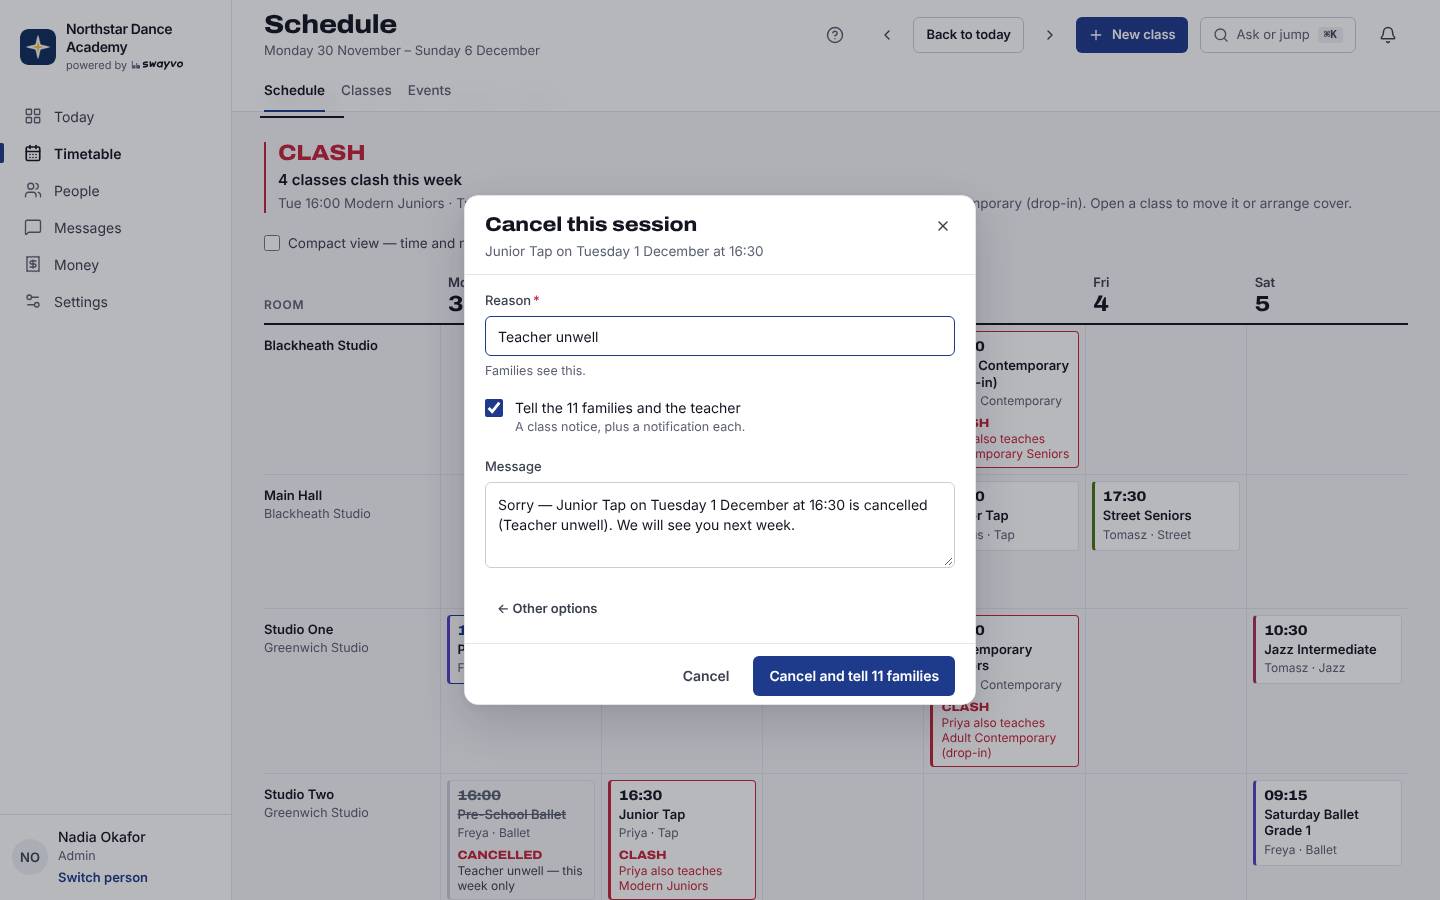 Northstar Dance
Academy
powered by swayvo
Today
Timetable
People
Messages
Money
Settings
NO
Nadia Okafor
Admin
Switch person
Schedule
Monday 30 November – Sunday 6 December
Back to today
New class
Ask or jump ⌘K
Schedule
Classes
Events
CLASH
4 classes clash this week
Tue 16:00 Modern Juniors ·
(drop-in). Open a class to move it or arrange cover.
Compact view — time and
ROOM
Fri
4
Sat
5
Blackheath Studio
Contemporary
Contemporary
also teaches
Seniors
Main Hall
Blackheath Studio
Tap
· Tap
17:30
Street Seniors
Tomasz · Street
Studio One
Greenwich Studio
Contemporary
CLASH
Priya also teaches
Adult Contemporary
(drop-in)
10:30
Jazz Intermediate
Tomasz · Jazz
Studio Two
Greenwich Studio
16:00
Pre-School Ballet
Freya · Ballet
CANCELLED
Teacher unwell — this
week only
16:30
Junior Tap
Priya · Tap
CLASH
Priya also teaches
Modern Juniors
09:15
Saturday Ballet
Grade 1
Freya · Ballet
Cancel this session
Junior Tap on Tuesday 1 December at 16:30
Reason*
Teacher unwell
Families see this.
Tell the 11 families and the teacher
A class notice, plus a notification each.
Message
Sorry — Junior Tap on Tuesday 1 December at 16:30 is cancelled
(Teacher unwell). We will see you next week.
← Other options
Cancel
Cancel and tell 11 families